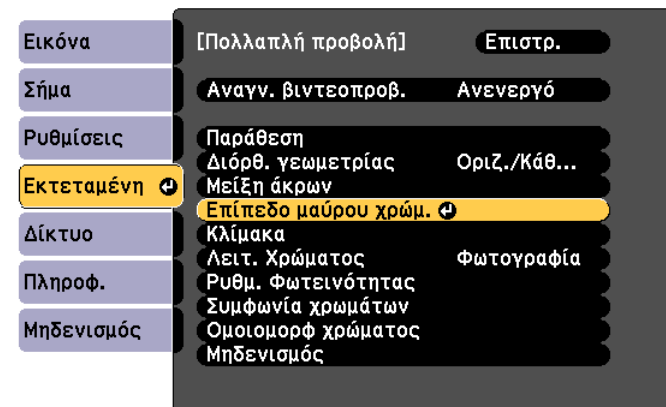 Εικόνα
Σήμα
Ρυθμίσεις
Εκτεταμένη
Δίκτυο
Πληροφ.
Μηδενισμός
[Πολλαπλή προβολή] Επιστρ.
Αναγν. βιντεοπροβ. Ανενεργό
Παράθεση
Διόρθ. γεωμετρίας Οριζ./Κάθ...
Μείξη άκρων
Επίπεδο μαύρου χρώμ.
Κλίμακα
Λειτ. Χρώματος Φωτογραφία
Ρυθμ. Φωτεινότητας
Συμφωνία χρωμάτων
Ομοιομορφ χρώματος
Μηδενισμός